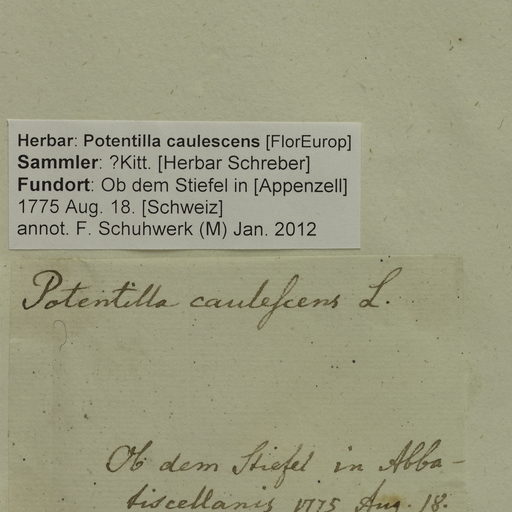 Herbar: Potentilla caulescens [FlorEurop]
Sammler: ?Kitt. [Herbar Schreber]
Fundort: Ob dem Stiefel in [Appenzell]
1775 Aug. 18. [Schweiz]
annot. F. Schuhwerk (M) Jan. 2012
Potentilla cauleſcens L.
Ob dem Stiefel in Abba-
tiscellanis 1775 Aug. 18.